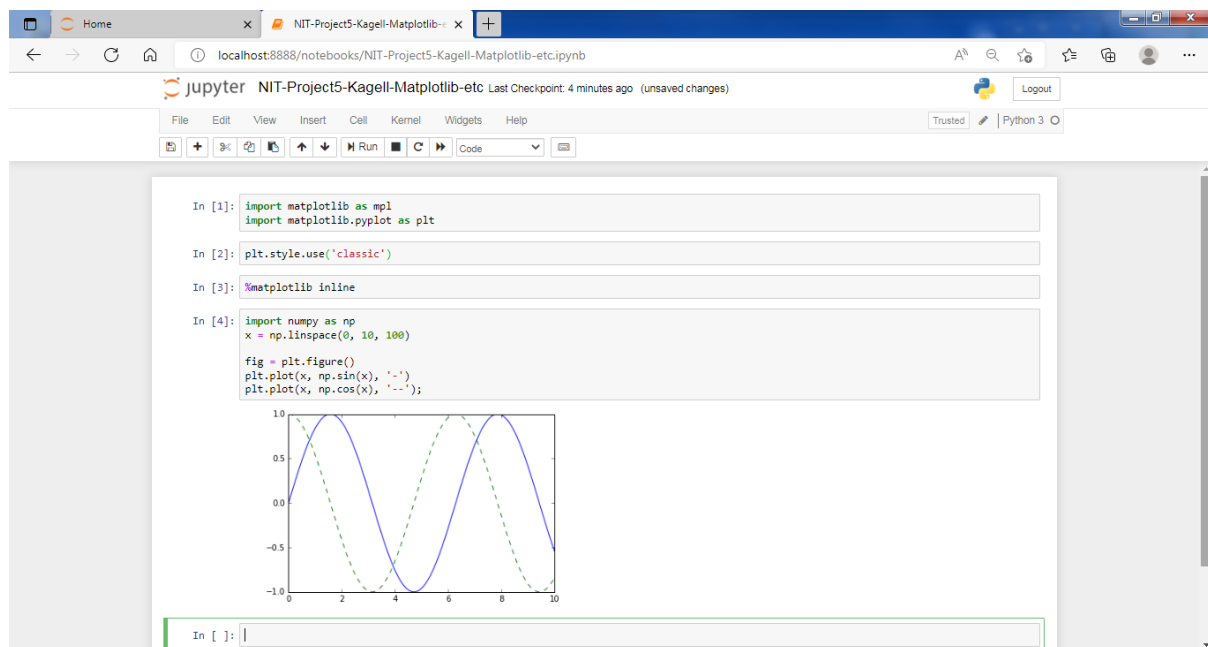 Home
NIT-Project5-Kagell-Matplotlib-e
localhost:8888/notebooks/NIT-Project5-Kagell-Matplotlib-etc.ipynb
jupyter NIT-Project5-Kagell-Matplotlib-etc Last Checkpoint: 4 minutes ago (unsaved changes)
Logout
File Edit View Insert Cell Kernel Widgets Help
Trusted Python 3
Run Code
In [1]: import matplotlib as mpl
import matplotlib.pyplot as plt
In [2]: plt.style.use('classic')
In [3]: %matplotlib inline
In [4]: import numpy as np
x = np.linspace(0, 10, 100)
fig = plt.figure()
plt.plot(x, np.sin(x), '-')
plt.plot(x, np.cos(x), '--');
1.0
0.5
0.0
−0.5
−1.0
0 2 4 6 8 10
In [ ]: